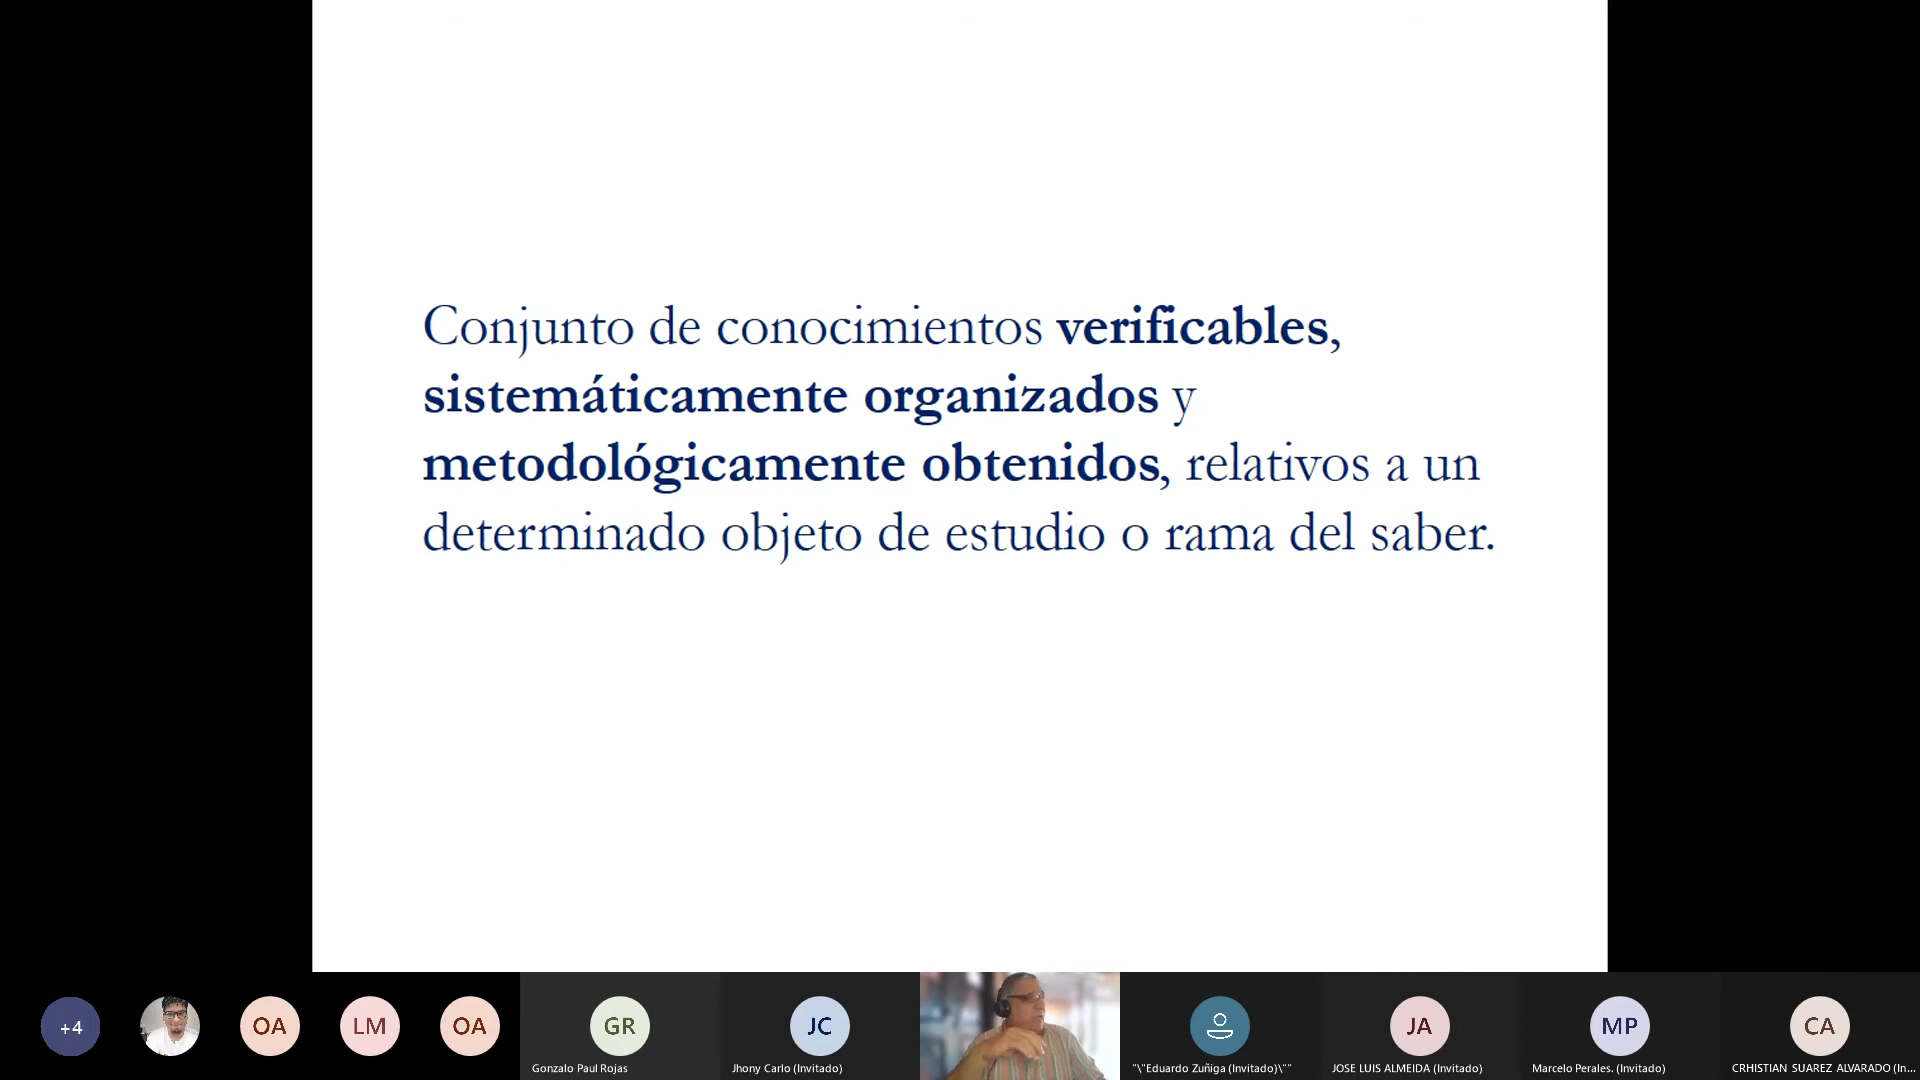 Conjunto de conocimientos verificables,
sistemáticamente organizados y
metodológicamente obtenidos, relativos a un
determinado objeto de estudio o rama del saber.
+4
OA
LM
OA
GR
JC
JA
MP
CA
Gonzalo Paul Rojas
Jhony Carlo (Invitado)
"\"Eduardo Zuñiga (Invitado)\""
JOSE LUIS ALMEIDA (Invitado)
Marcelo Perales. (Invitado)
CRHISTIAN SUAREZ ALVARADO (In...